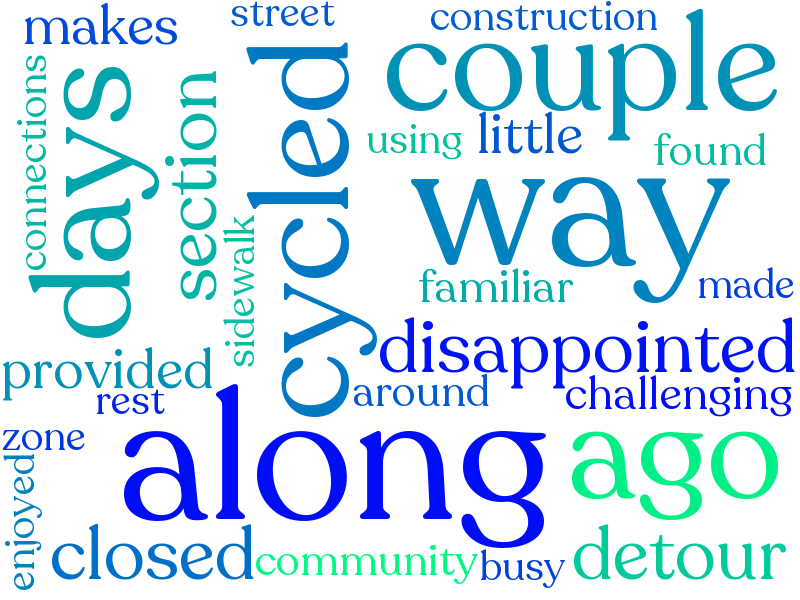 makes
street
construction
couple
connections
days
section
cycled
using
little
found
way
sidewalk
familiar
made
disappointed
provided
rest
around
challenging
zone
along
ago
enjoyed
closed
community
busy
detour